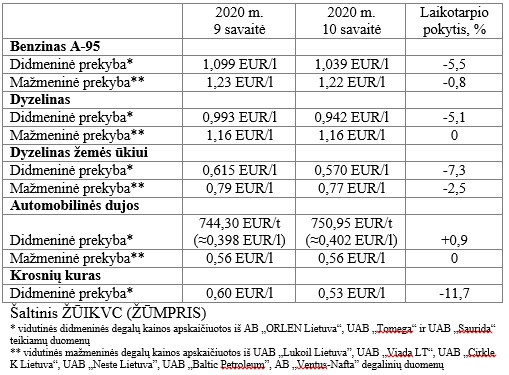 2020 m. 9 savaitė 2020 m. 10 savaitė Laikotarpio pokytis, %
Benzinas A-95
Didmeninė prekyba* 1,099 EUR/l 1,039 EUR/l -5,5
Mažmeninė prekyba** 1,23 EUR/l 1,22 EUR/l -0,8
Dyzelinas
Didmeninė prekyba* 0,993 EUR/l 0,942 EUR/l -5,1
Mažmeninė prekyba** 1,16 EUR/l 1,16 EUR/l 0
Dyzelinas žemės ūkiui
Didmeninė prekyba* 0,615 EUR/l 0,570 EUR/l -7,3
Mažmeninė prekyba** 0,79 EUR/l 0,77 EUR/l -2,5
Automobilinės dujos
744,30 EUR/t 750,95 EUR/t
Didmeninė prekyba* (≈0,398 EUR/l) (≈0,402 EUR/l) +0,9
Mažmeninė prekyba** 0,56 EUR/l 0,56 EUR/l 0
Krosnių kuras
Didmeninė prekyba* 0,60 EUR/l 0,53 EUR/l -11,7
Šaltinis ŽŪIKVC (ŽŪMPRIS)
* vidutinės didmeninės degalų kainos apskaičiuotos iš AB „ORLEN Lietuva“, UAB „Tomega“ ir UAB „Saurida“
teikiamų duomenų
** vidutinės mažmeninės degalų kainos apskaičiuotos iš UAB „Lukoil Lietuva”, UAB „Viada LT“, UAB „Cirkle
K Lietuva“, UAB „Neste Lietuva”, UAB „Baltic Petroleum”, AB „Ventus-Nafta” degalinių duomenų